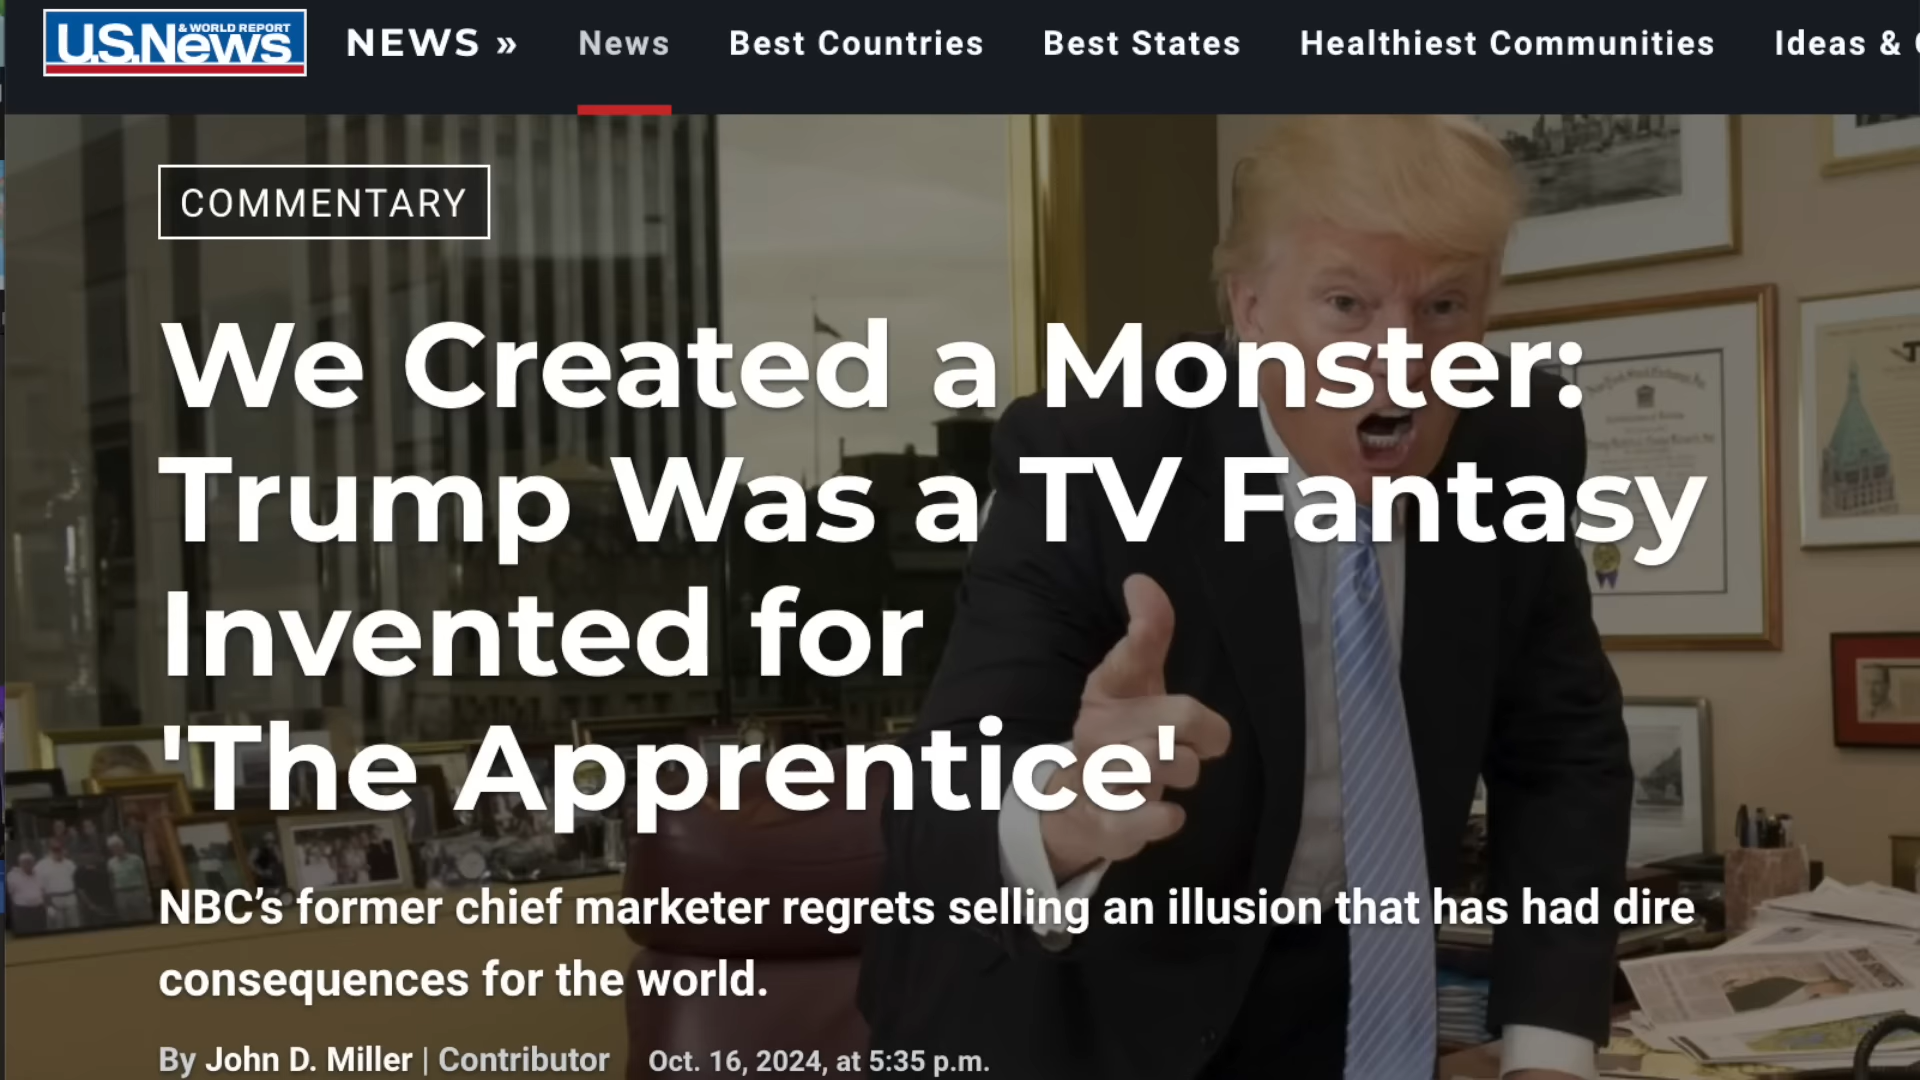 U.S.News & WORLD REPORT
NEWS » News Best Countries Best States Healthiest Communities Ideas &
COMMENTARY
We Created a Monster:
Trump Was a TV Fantasy
Invented for
'The Apprentice'
NBC’s former chief marketer regrets selling an illusion that has had dire
consequences for the world.
By John D. Miller | Contributor Oct. 16, 2024, at 5:35 p.m.